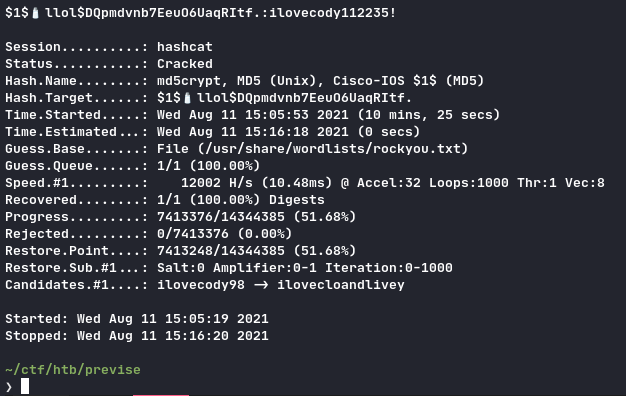 $1$🧂llol$DQpmdvnb7EeuO6UaqRItf.:ilovecody112235!
Session..........: hashcat
Status...........: Cracked
Hash.Name........: md5crypt, MD5 (Unix), Cisco-IOS $1$ (MD5)
Hash.Target......: $1$🧂llol$DQpmdvnb7EeuO6UaqRItf.
Time.Started.....: Wed Aug 11 15:05:53 2021 (10 mins, 25 secs)
Time.Estimated...: Wed Aug 11 15:16:18 2021 (0 secs)
Guess.Base.......: File (/usr/share/wordlists/rockyou.txt)
Guess.Queue......: 1/1 (100.00%)
Speed.#1.........:    12002 H/s (10.48ms) @ Accel:32 Loops:1000 Thr:1 Vec:8
Recovered........: 1/1 (100.00%) Digests
Progress.........: 7413376/14344385 (51.68%)
Rejected.........: 0/7413376 (0.00%)
Restore.Point....: 7413248/14344385 (51.68%)
Restore.Sub.#1...: Salt:0 Amplifier:0-1 Iteration:0-1000
Candidates.#1....: ilovecody98 -> ilovecloandlivey
Started: Wed Aug 11 15:05:19 2021
Stopped: Wed Aug 11 15:16:20 2021
~/ctf/htb/previse
❯